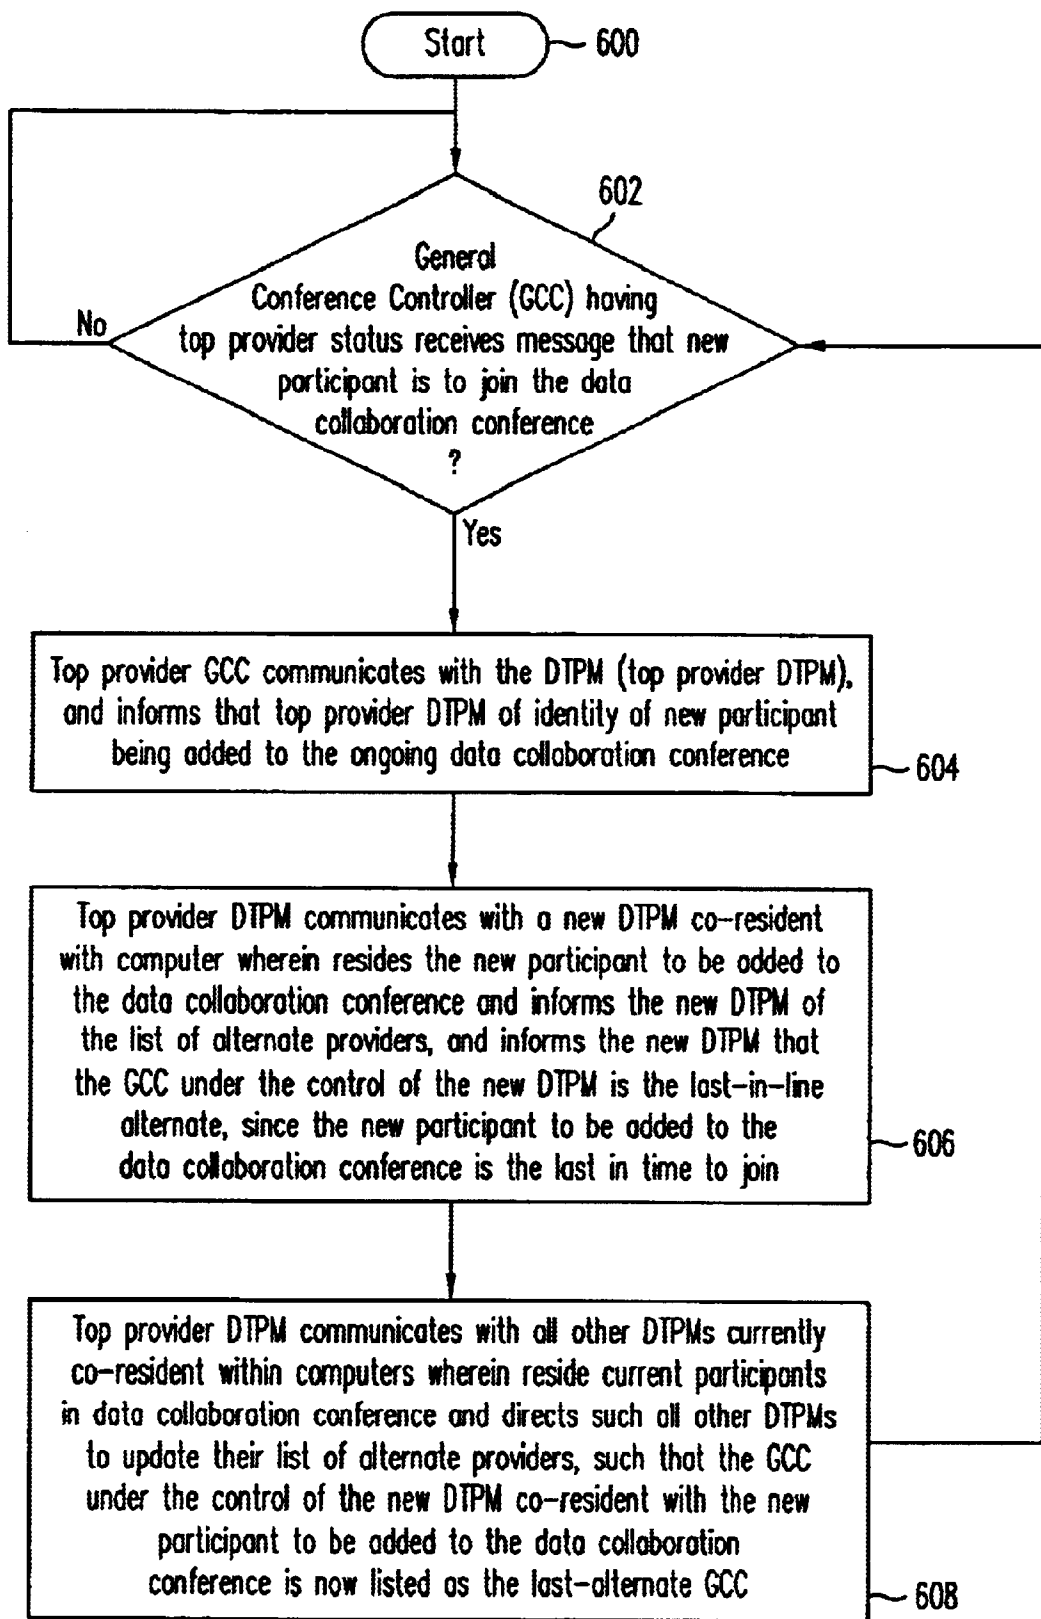 Start
600
602
General
Conference Controller (GCC) having
top provider status receives message that new
participant is to join the data
collaboration conference
?
No
Yes
Top provider GCC communicates with the DTPM (top provider DTPM),
and informs that top provider DTPM of identity of new participant
being added to the ongoing data collaboration conference
604
Top provider DTPM communicates with a new DTPM co-resident
with computer wherein resides the new participant to be added to
the data collaboration conference and informs the new DTPM of
the list of alternate providers, and informs the new DTPM that
the GCC under the control of the new DTPM is the last-in-line
alternate, since the new participant to be added to the
data collaboration conference is the last in time to join
606
Top provider DTPM communicates with all other DTPMs currently
co-resident within computers wherein reside current participants
in data collaboration conference and directs such all other DTPMs
to update their list of alternate providers, such that the GCC
under the control of the new DTPM co-resident with the new
participant to be added to the data collaboration
conference is now listed as the last-alternate GCC
608